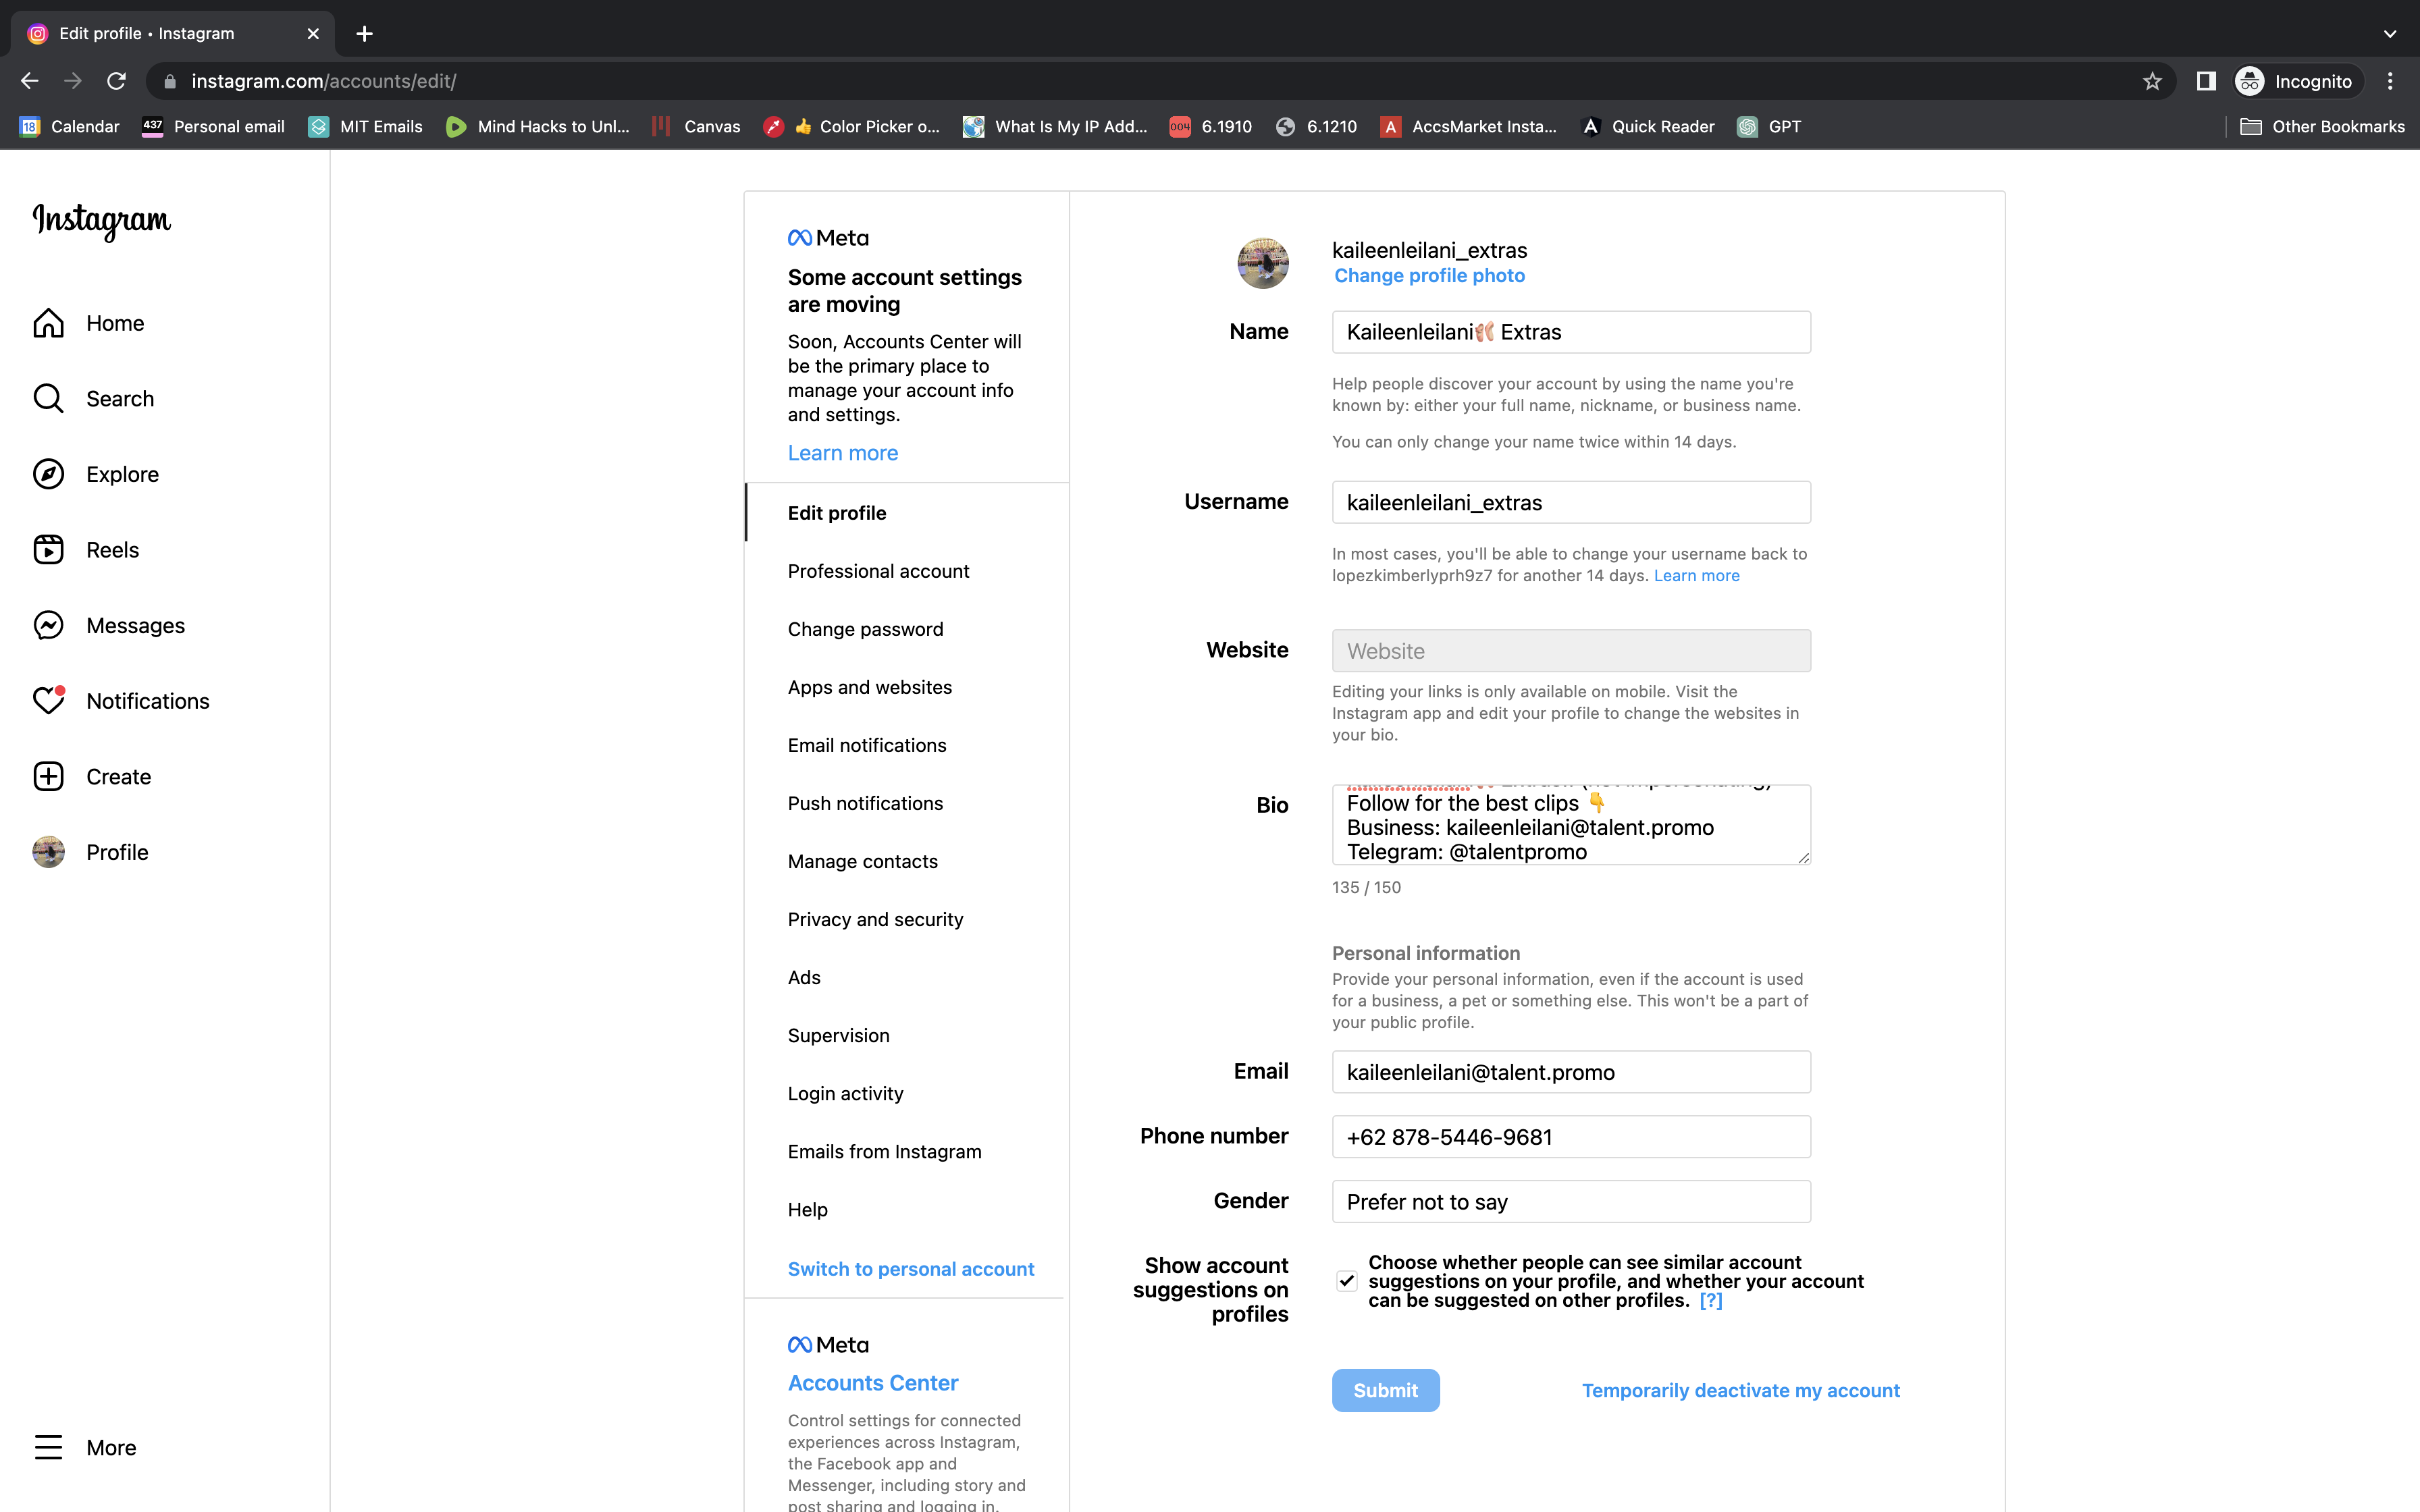 Edit profile • Instagram
instagram.com/accounts/edit/
Incognito
18 Calendar
437 Personal email
MIT Emails
Mind Hacks to Unl...
Canvas
👍 Color Picker o...
What Is My IP Add...
004 6.1910
6.1210
A AccsMarket Insta...
Quick Reader
GPT
Other Bookmarks
Instagram
Home
Search
Explore
Reels
Messages
Notifications
Create
Profile
More
Meta
Some account settings
are moving
Soon, Accounts Center will
be the primary place to
manage your account info
and settings.
Learn more
Edit profile
Professional account
Change password
Apps and websites
Email notifications
Push notifications
Manage contacts
Privacy and security
Ads
Supervision
Login activity
Emails from Instagram
Help
Switch to personal account
Meta
Accounts Center
Control settings for connected
experiences across Instagram,
the Facebook app and
Messenger, including story and
post sharing and logging in.
kaileenleilani_extras
Change profile photo
Name
Kaileenleilani👣 Extras
Help people discover your account by using the name you're
known by: either your full name, nickname, or business name.
You can only change your name twice within 14 days.
Username
kaileenleilani_extras
In most cases, you'll be able to change your username back to
lopezkimberlyprh9z7 for another 14 days. Learn more
Website
Website
Editing your links is only available on mobile. Visit the
Instagram app and edit your profile to change the websites in
your bio.
Bio
Follow for the best clips 👇
Business: kaileenleilani@talent.promo
Telegram: @talentpromo
135 / 150
Personal information
Provide your personal information, even if the account is used
for a business, a pet or something else. This won't be a part of
your public profile.
Email
kaileenleilani@talent.promo
Phone number
+62 878-5446-9681
Gender
Prefer not to say
Show account
suggestions on
profiles
Choose whether people can see similar account
suggestions on your profile, and whether your account
can be suggested on other profiles. [?]
Submit
Temporarily deactivate my account